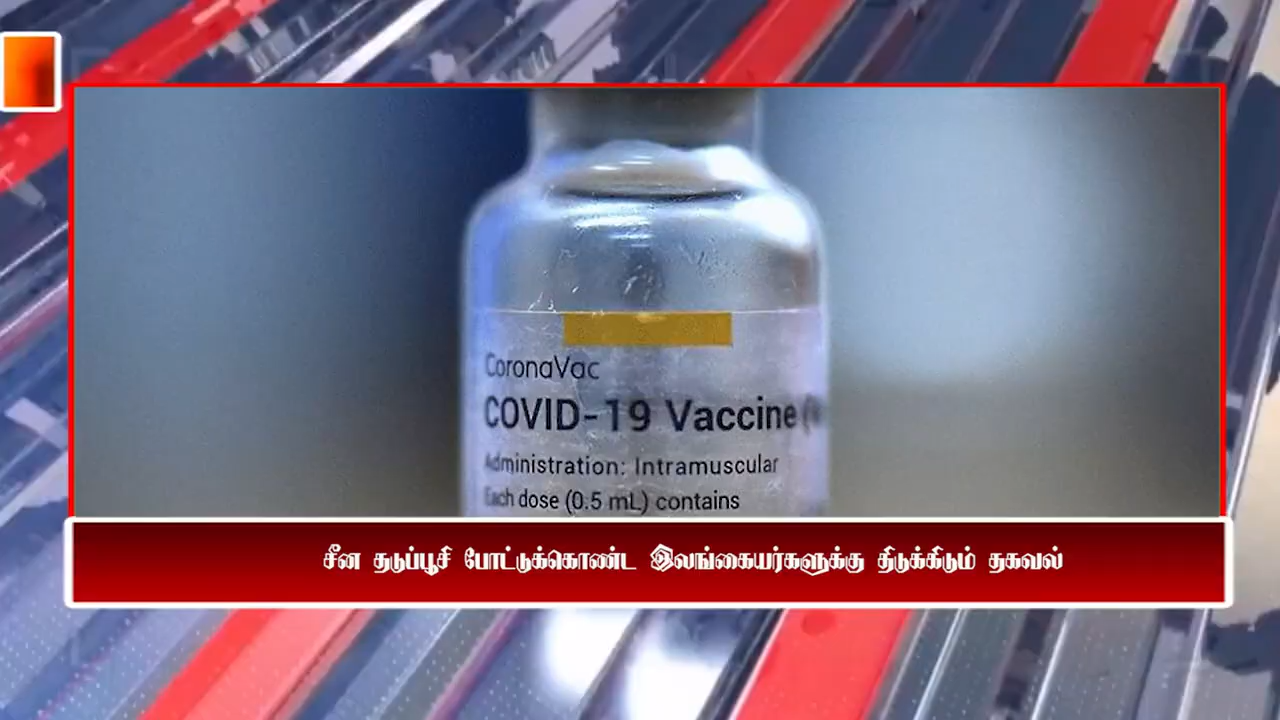 CoronaVac
COVID-19 Vaccine
Administration: Intramuscular
Each dose (0.5 mL) contains
சீன தடுப்பூசி போட்டுக்கொண்ட இலங்கையர்களுக்கு திடுக்கிடும் தகவல்